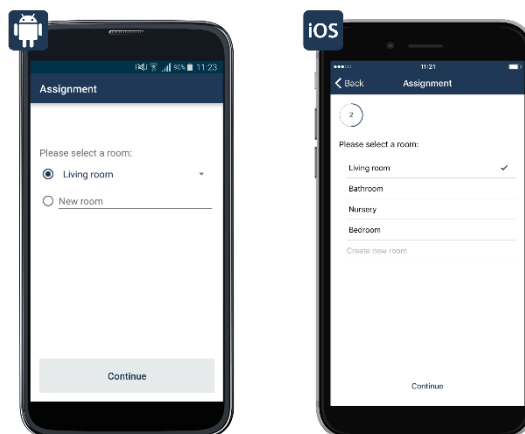 iOS
90% 11:23
Assignment
Please select a room:
Living room
New room
Continue
11:21
Back Assignment
2
Please select a room:
Living room
Bathroom
Nursery
Bedroom
Create new room
Continue